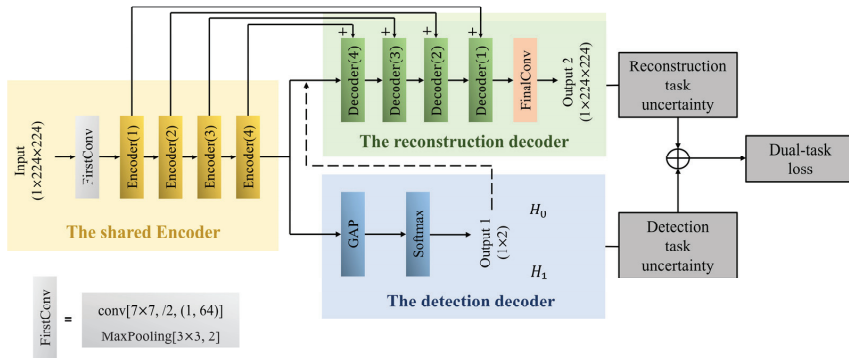 Input
(1×224×224)
FirstConv
Encoder(1)
Encoder(2)
Encoder(3)
Encoder(4)
The shared Encoder
+
+
+
+
Decoder(4)
Decoder(3)
Decoder(2)
Decoder(1)
FinalConv
Output 2
(1×224×224)
The reconstruction decoder
GAP
Softmax
Output 1
(1×2)
H₀
H₁
The detection decoder
Reconstruction
task
uncertainty
Detection
task
uncertainty
Dual-task
loss
FirstConv
=
conv[7×7, /2, (1, 64)]
MaxPooling[3×3, 2]